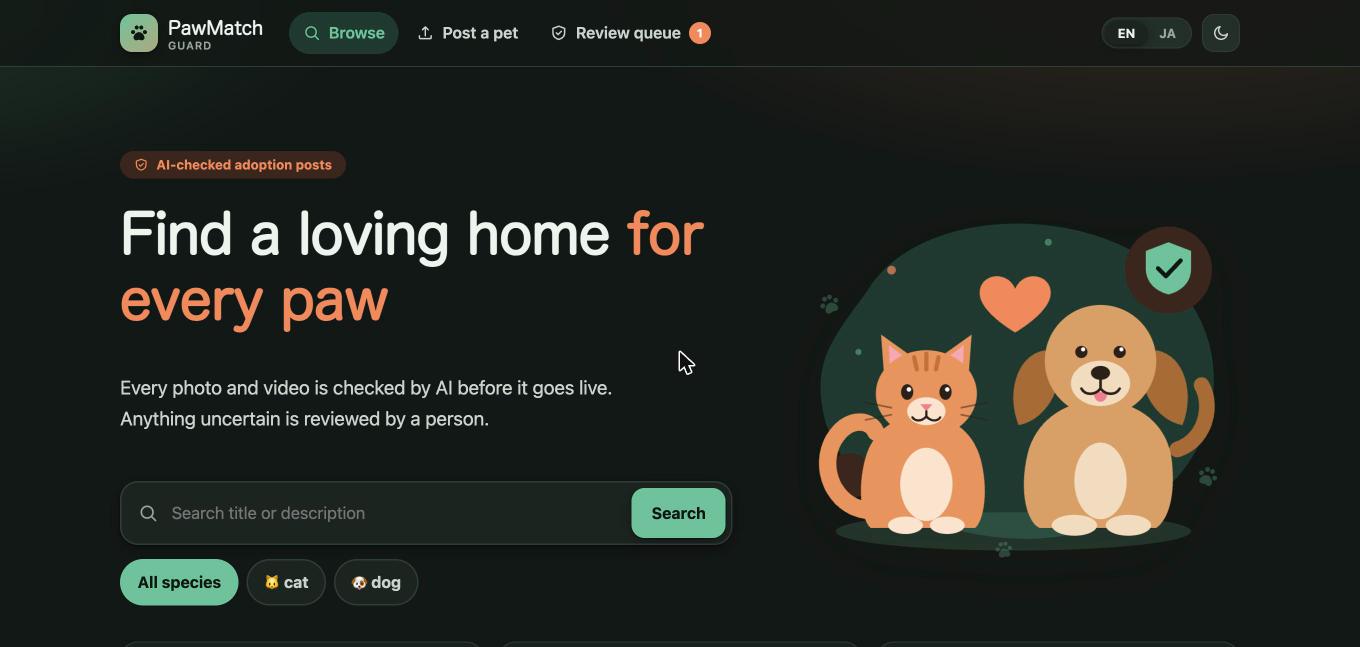 PawMatch
GUARD
Browse
Post a pet
Review queue 1
EN JA
AI-checked adoption posts
Find a loving home for
every paw
Every photo and video is checked by AI before it goes live.
Anything uncertain is reviewed by a person.
Search title or description
Search
All species
cat
dog